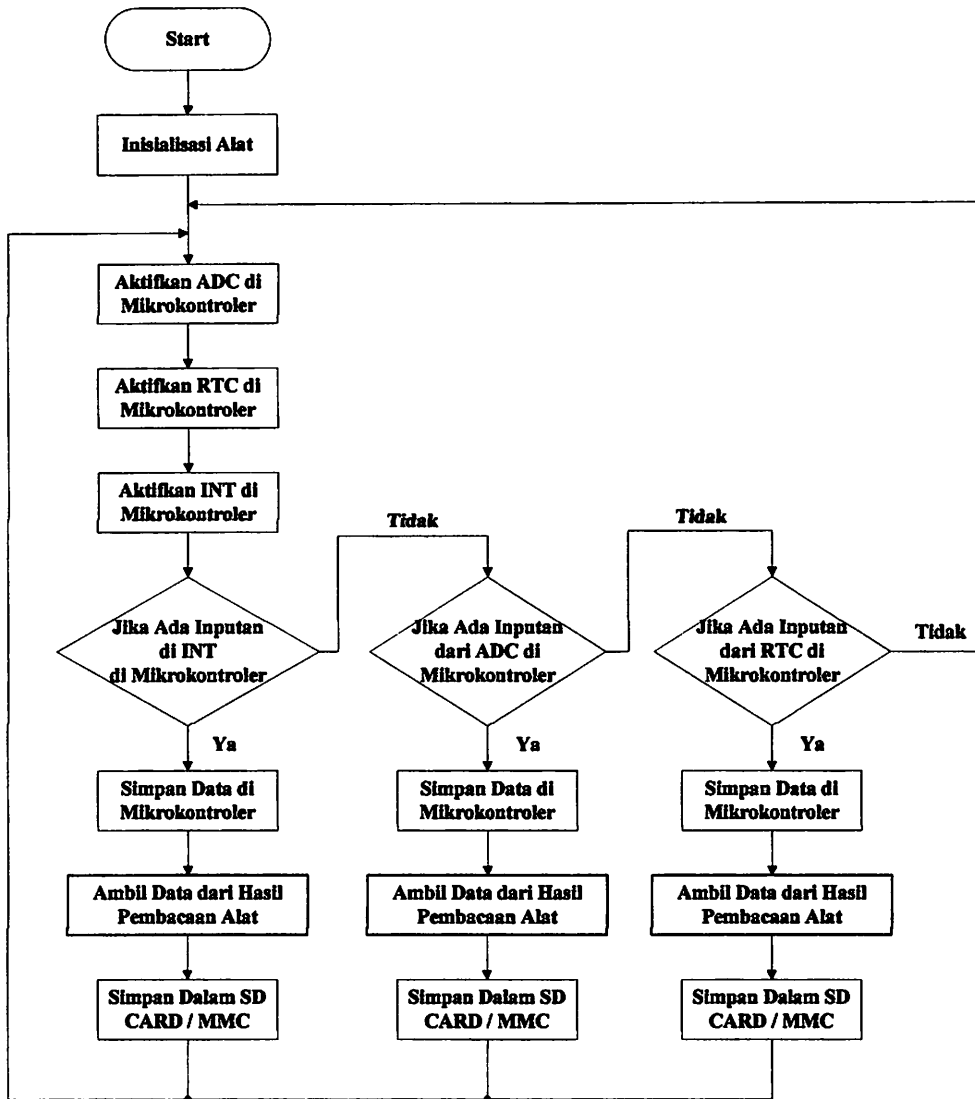 Start
Inisialisasi Alat
Aktifkan ADC di
Mikrokontroler
Aktifkan RTC di
Mikrokontroler
Aktifkan INT di
Mikrokontroler
Tidak
Tidak
Jika Ada Inputan
di INT
di Mikrokontroler
Jika Ada Inputan
dari ADC di
Mikrokontroler
Jika Ada Inputan
dari RTC di
Mikrokontroler
Tidak
Ya
Ya
Ya
Simpan Data di
Mikrokontroler
Simpan Data di
Mikrokontroler
Simpan Data di
Mikrokontroler
Ambil Data dari Hasil
Pembacaan Alat
Ambil Data dari Hasil
Pembacaan Alat
Ambil Data dari Hasil
Pembacaan Alat
Simpan Dalam SD
CARD / MMC
Simpan Dalam SD
CARD / MMC
Simpan Dalam SD
CARD / MMC